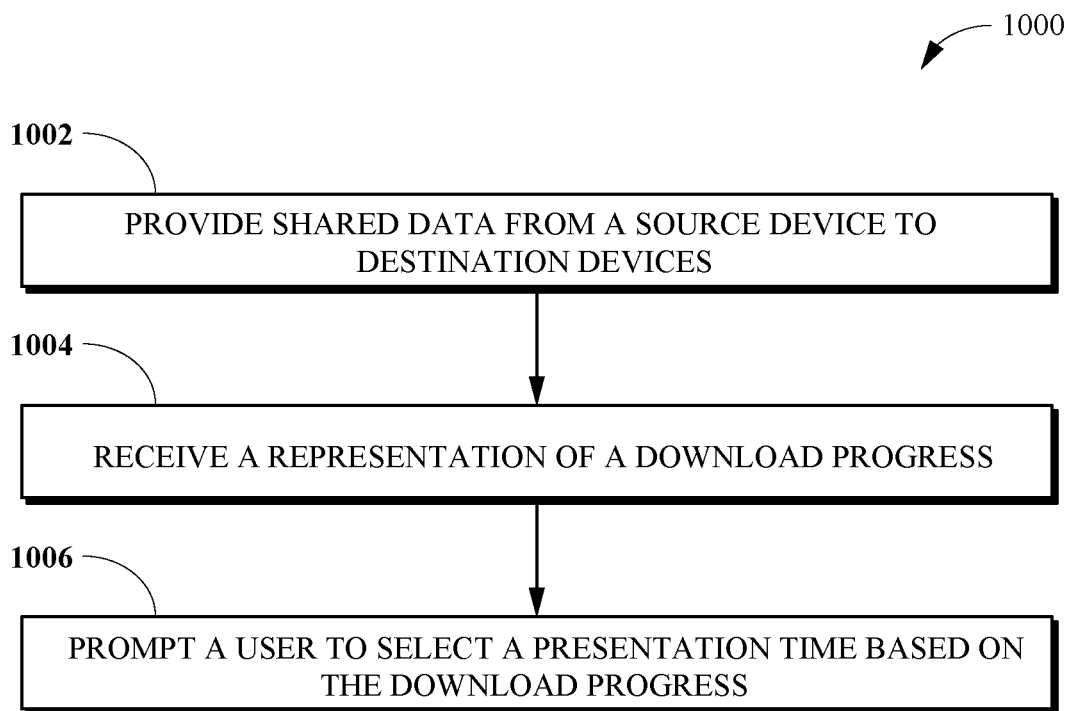 1000
1002
PROVIDE SHARED DATA FROM A SOURCE DEVICE TO
DESTINATION DEVICES
1004
RECEIVE A REPRESENTATION OF A DOWNLOAD PROGRESS
1006
PROMPT A USER TO SELECT A PRESENTATION TIME BASED ON
THE DOWNLOAD PROGRESS